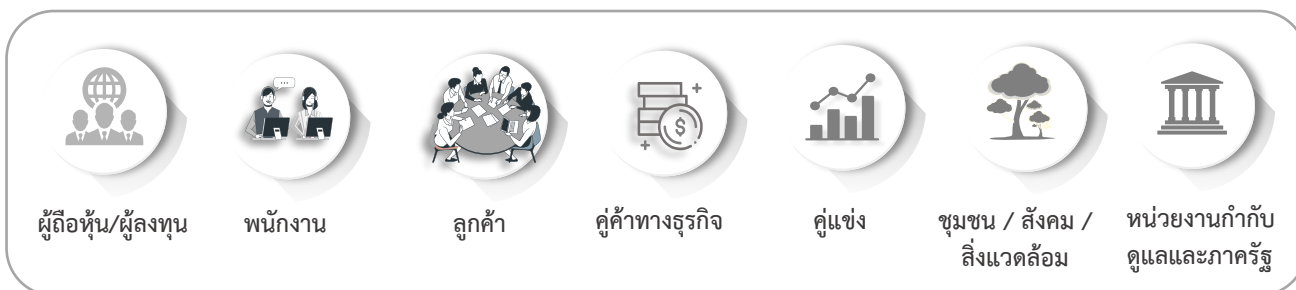 ผู้ถือหุ้น/ผู้ลงทุน
พนักงาน
ลูกค้า
คู่ค้าทางธุรกิจ
คู่แข่ง
ชุมชน / สังคม /
สิ่งแวดล้อม
หน่วยงานกำกับ
ดูแลและภาครัฐ